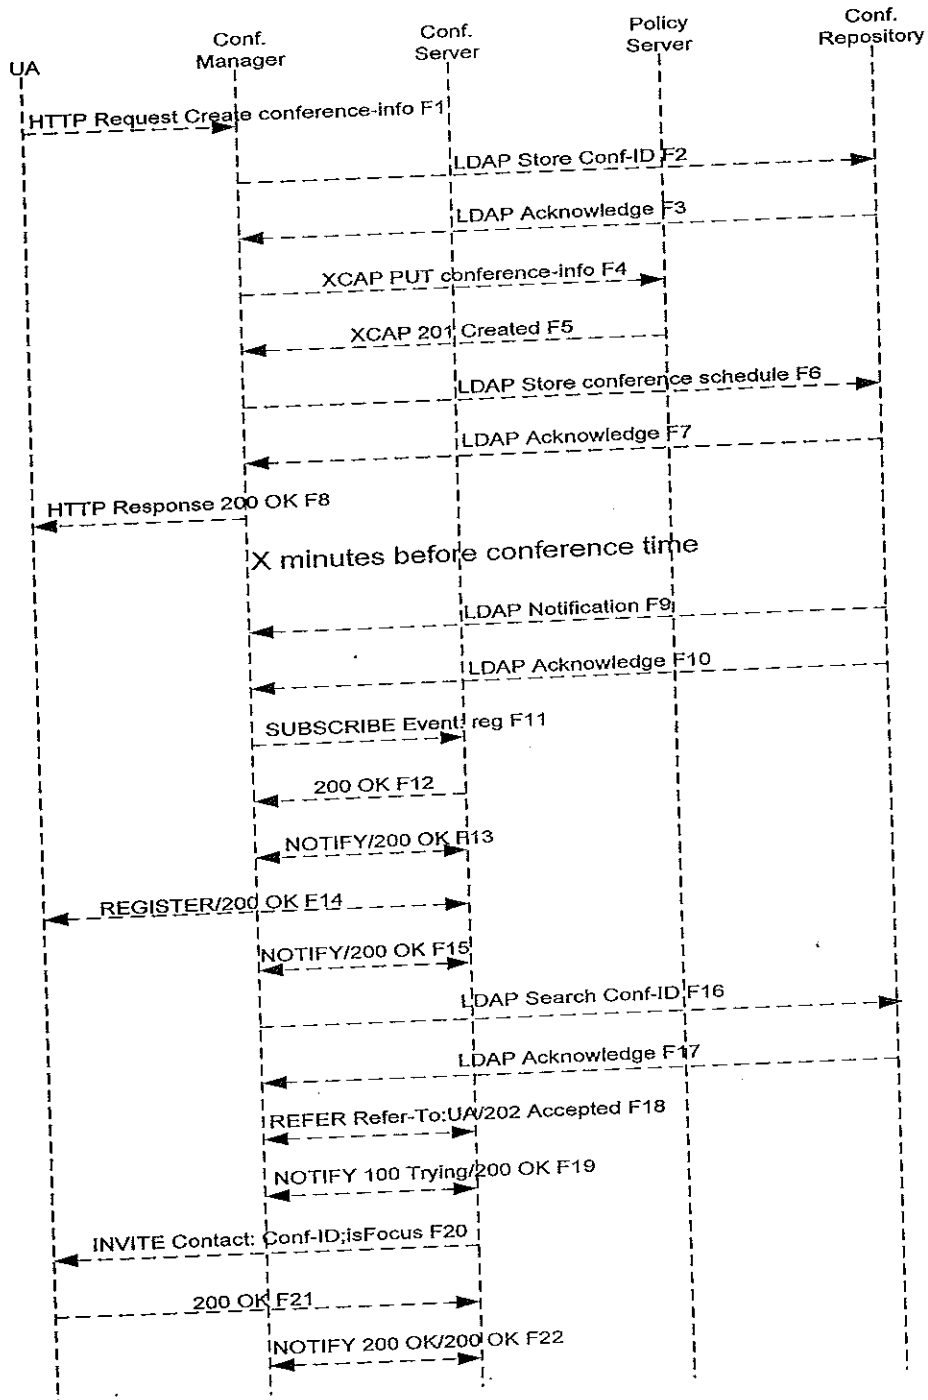 UA
Conf.
Manager
Conf.
Server
Policy
Server
Conf.
Repository
HTTP Request Create conference-info F1
LDAP Store Conf-ID F2
LDAP Acknowledge F3
XCAP PUT conference-info F4
XCAP 201 Created F5
LDAP Store conference schedule F6
LDAP Acknowledge F7
HTTP Response 200 OK F8
X minutes before conference time
LDAP Notification F9
LDAP Acknowledge F10
SUBSCRIBE Event: reg F11
200 OK F12
NOTIFY/200 OK F13
REGISTER/200 OK F14
NOTIFY/200 OK F15
LDAP Search Conf-ID F16
LDAP Acknowledge F17
REFER Refer-To:UA/202 Accepted F18
NOTIFY 100 Trying/200 OK F19
INVITE Contact: Conf-ID;isFocus F20
200 OK F21
NOTIFY 200 OK/200 OK F22